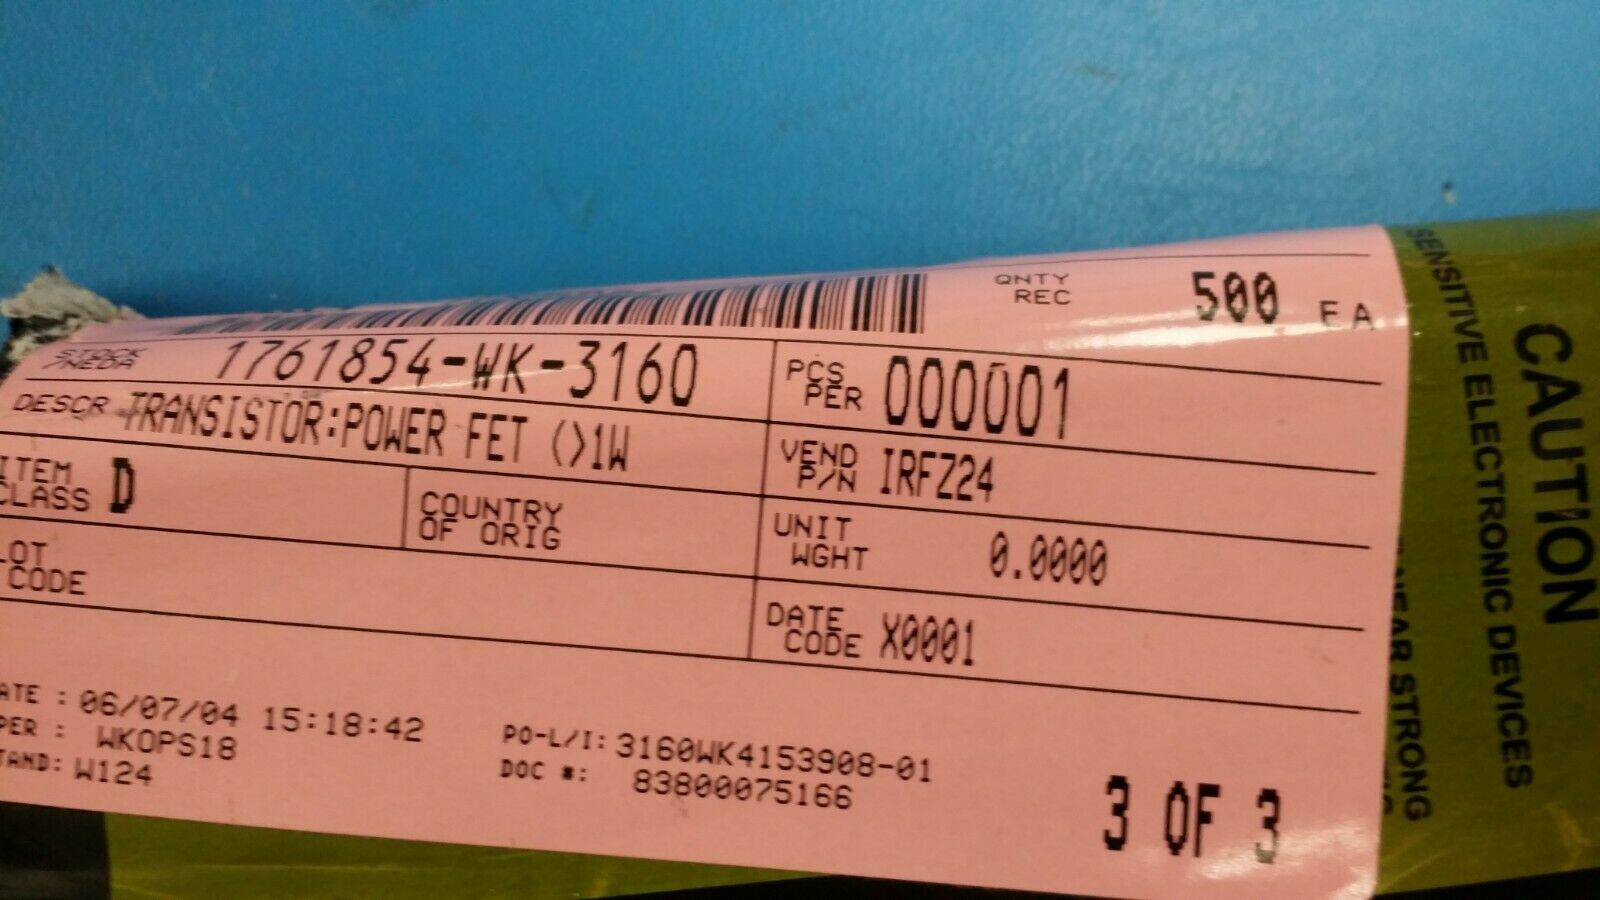 QNTY REC 500 EA
STOCK /NEDA 1761854-WK-3160
PCS PER 000001
DESCR TRANSISTOR:POWER FET ()>1W
VEND P/N IRFZ24
ITEM CLASS D
COUNTRY OF ORIG
UNIT WGHT 0.0000
LOT CODE
DATE CODE X0001
ATE : 06/07/04 15:18:42
PER : WKOPS18
TAND: W124
PO-L/I: 3160WK4153908-01
DOC #: 83800075166
3 OF 3
CAUTION
SENSITIVE ELECTRONIC DEVICES
NEAR STRONG